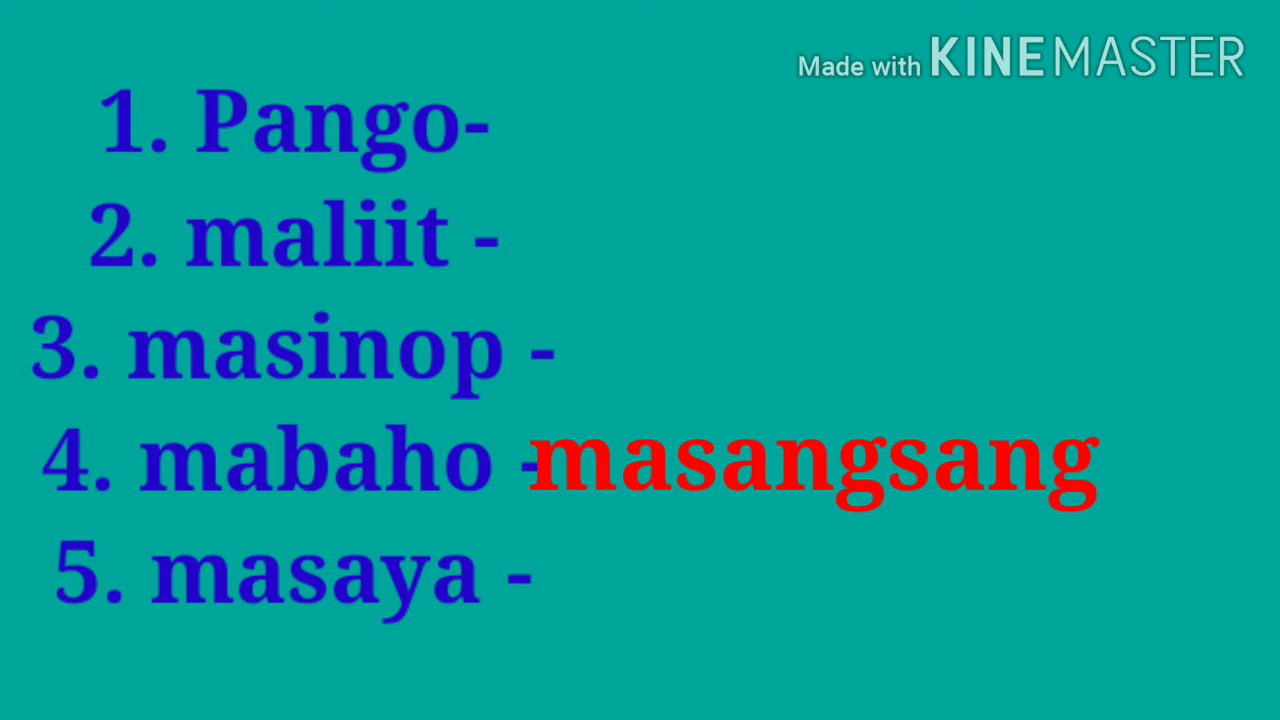 Made with KINEMASTER
1. Pango-
2. maliit -
3. masinop -
4. mabaho -masangsang
5. masaya -